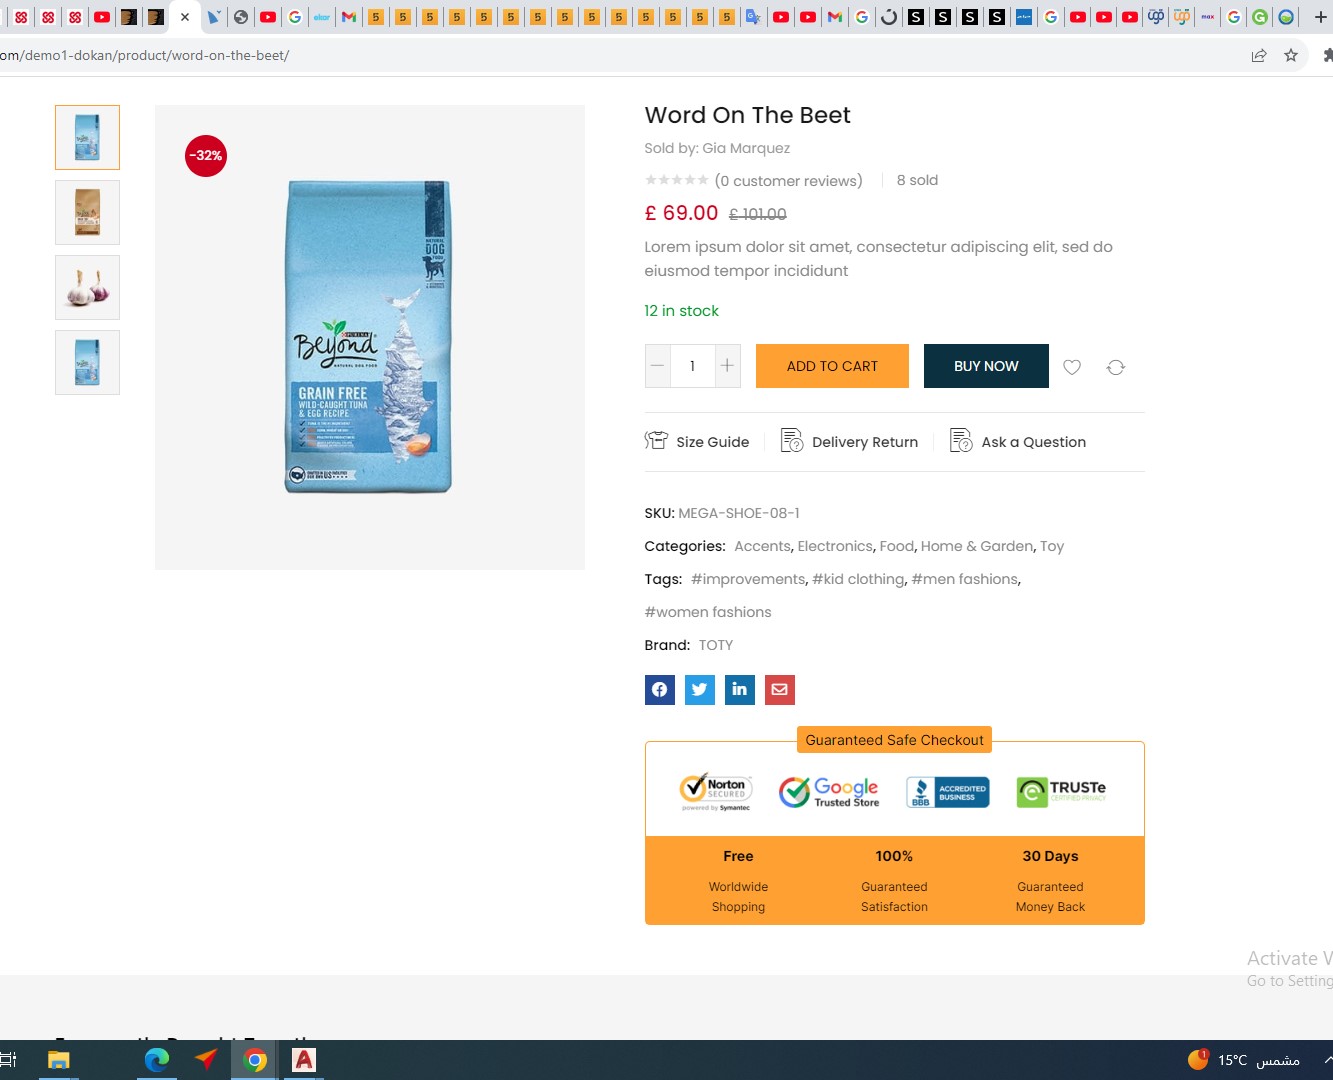 om/demo1-dokan/product/word-on-the-beet/
-32%
NATURAL
DOG
FOOD
PURINA
Beyond
NATURAL DOG FOOD
GRAIN FREE
WILD-CAUGHT TUNA
& EGG RECIPE
Word On The Beet
Sold by: Gia Marquez
(0 customer reviews)
8 sold
£ 69.00 £ 101.00
Lorem ipsum dolor sit amet, consectetur adipiscing elit, sed do
eiusmod tempor incididunt
12 in stock
1
ADD TO CART
BUY NOW
Size Guide
Delivery Return
Ask a Question
SKU: MEGA-SHOE-08-1
Categories: Accents, Electronics, Food, Home & Garden, Toy
Tags: #improvements, #kid clothing, #men fashions,
#women fashions
Brand: TOTY
Guaranteed Safe Checkout
Norton
SECURED
powered by Symantec
Google
Trusted Store
BBB
ACCREDITED
BUSINESS
TRUSTe
CERTIFIED PRIVACY
Free
Worldwide
Shopping
100%
Guaranteed
Satisfaction
30 Days
Guaranteed
Money Back
Activate
Go to Setting
15°C مشمس